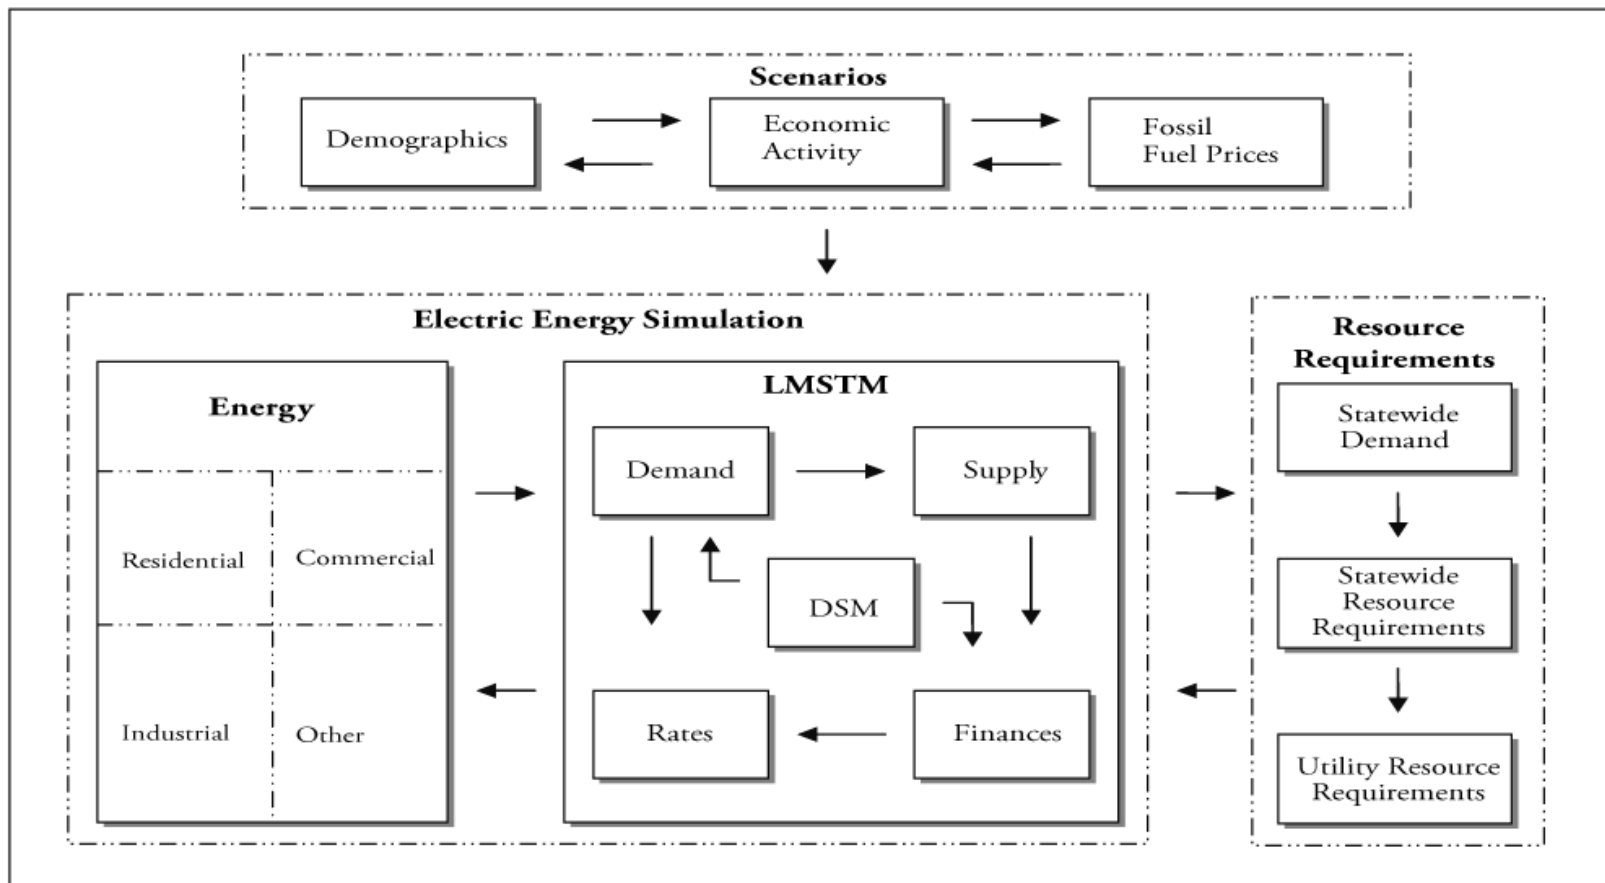 Scenarios
Demographics
Economic
Activity
Fossil
Fuel Prices
Electric Energy Simulation
Energy
Residential
Commercial
Industrial
Other
LMSTM
Demand
Supply
DSM
Rates
Finances
Resource
Requirements
Statewide
Demand
Statewide
Resource
Requirements
Utility Resource
Requirements